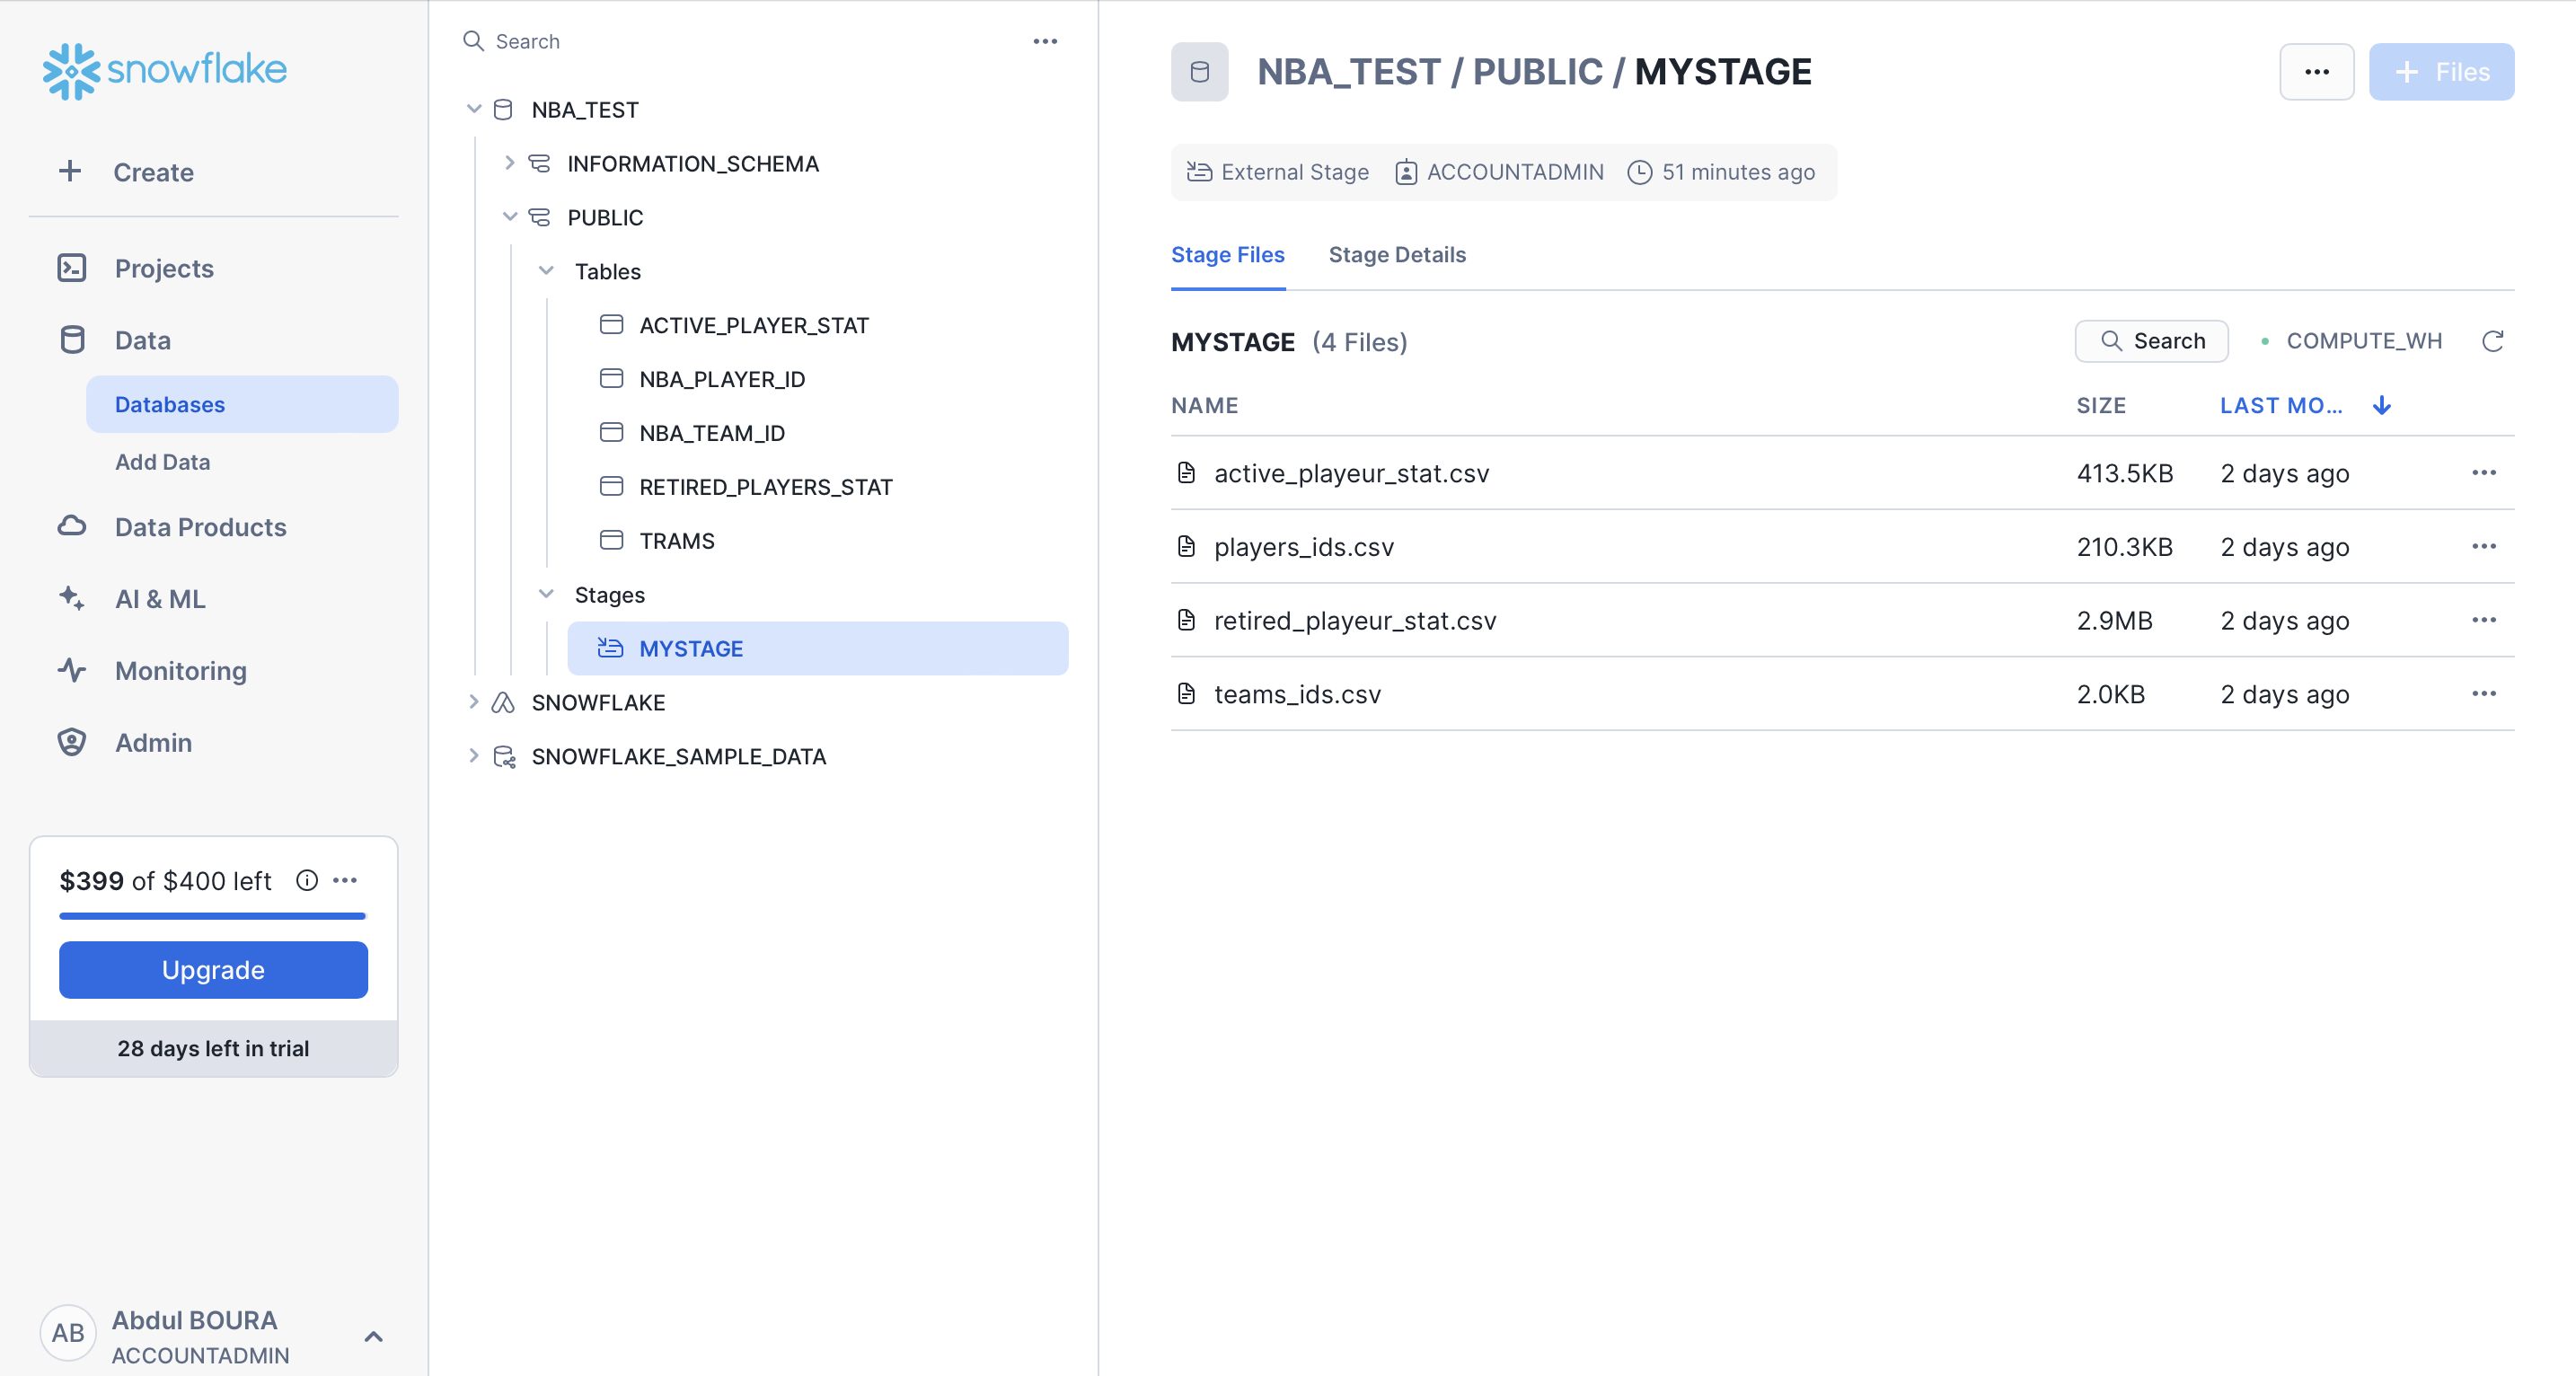 snowflake
Create
Projects
Data
Databases
Add Data
Data Products
AI & ML
Monitoring
Admin
$399 of $400 left
Upgrade
28 days left in trial
AB
Abdul BOURA
ACCOUNTADMIN
Search
NBA_TEST
INFORMATION_SCHEMA
PUBLIC
Tables
ACTIVE_PLAYER_STAT
NBA_PLAYER_ID
NBA_TEAM_ID
RETIRED_PLAYERS_STAT
TRAMS
Stages
MYSTAGE
SNOWFLAKE
SNOWFLAKE_SAMPLE_DATA
NBA_TEST / PUBLIC / MYSTAGE
Files
External Stage ACCOUNTADMIN 51 minutes ago
Stage Files Stage Details
MYSTAGE (4 Files) Search COMPUTE_WH
NAME SIZE LAST MO...
active_playeur_stat.csv 413.5KB 2 days ago
players_ids.csv 210.3KB 2 days ago
retired_playeur_stat.csv 2.9MB 2 days ago
teams_ids.csv 2.0KB 2 days ago